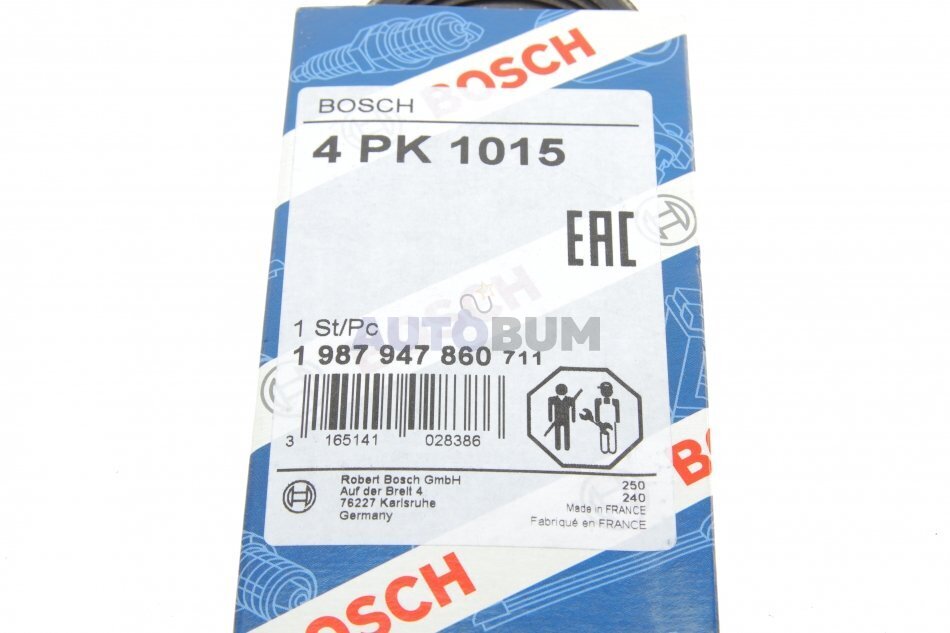 BOSCH
BOSCH
4 PK 1015
EAC
BOSCH
AUTOBUM
1 St/Pc
1 987 947 860 711
3 165141 028386
Robert Bosch GmbH
Auf der Breit 4
76227 Karlsruhe
Germany
250
240
Made in FRANCE
Fabriqué en FRANCE
BO
BOSCH